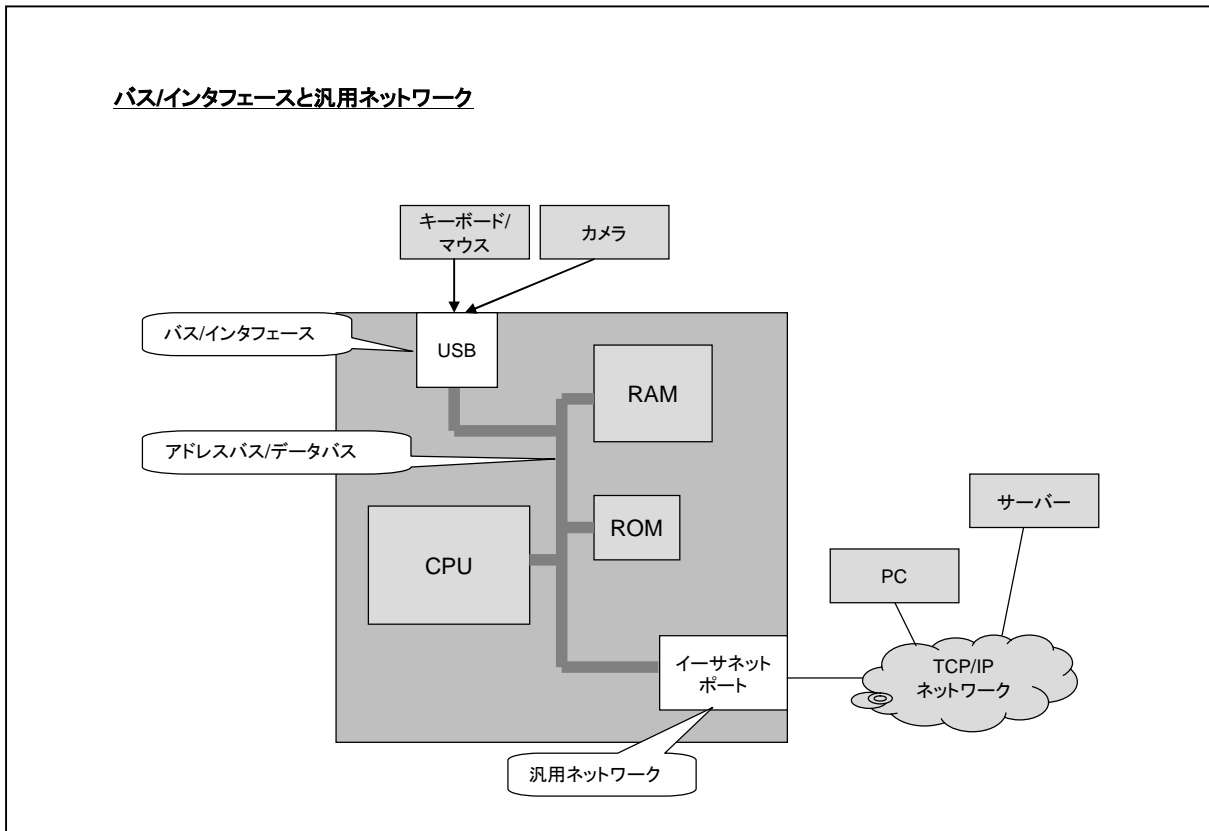 バス/インタフェースと汎用ネットワーク
キーボード/
マウス
カメラ
バス/インタフェース
USB
RAM
アドレスバス/データバス
サーバー
ROM
CPU
PC
イーサネット
ポート
TCP/IP
ネットワーク
汎用ネットワーク